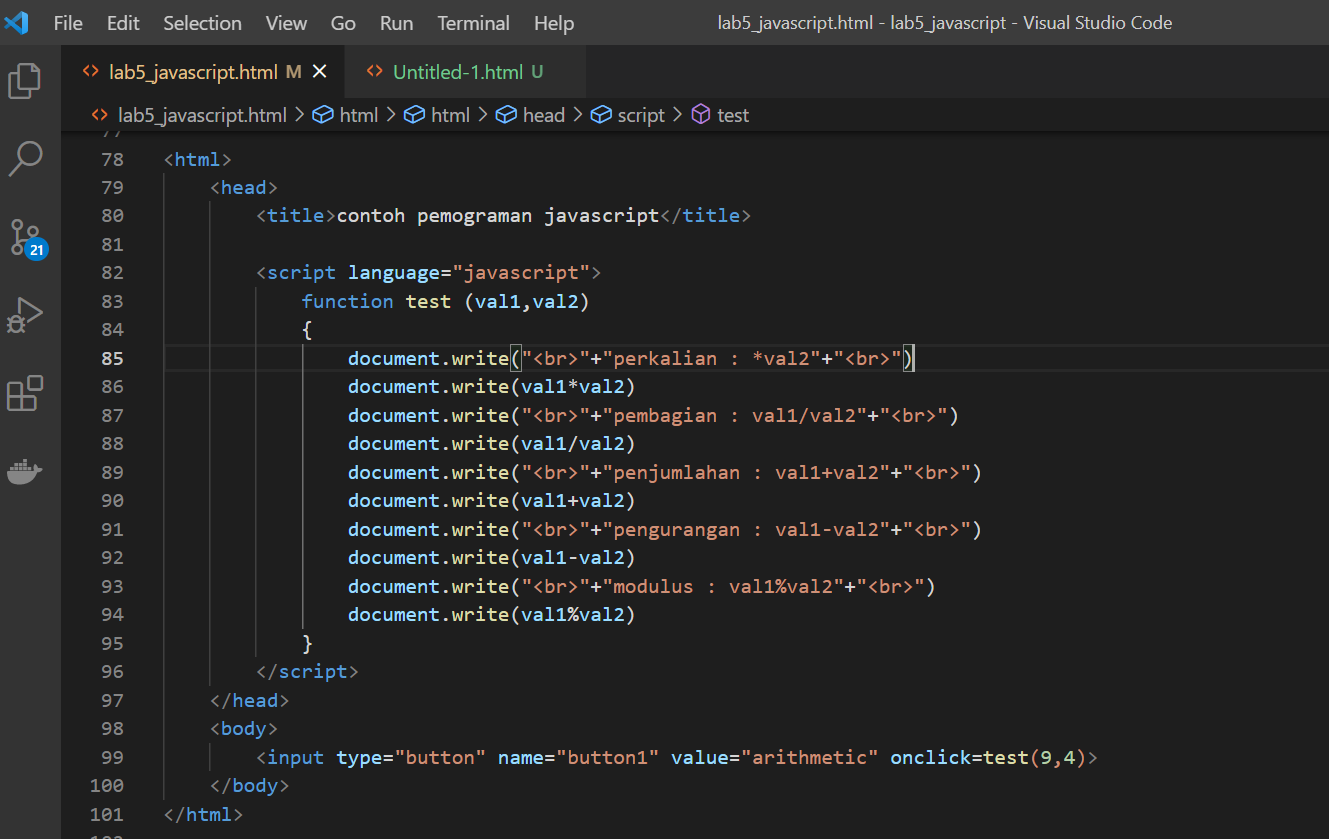 File Edit Selection View Go Run Terminal Help lab5_javascript.html - lab5_javascript - Visual Studio Code
lab5_javascript.html M Untitled-1.html U
lab5_javascript.html > html > html > head > script > test
77
78 <html>
79 <head>
80 <title>contoh pemograman javascript</title>
81
82 <script language="javascript">
83 function test (val1,val2)
84 {
85 document.write("<br>"+"perkalian : *val2"+"<br>")
86 document.write(val1*val2)
87 document.write("<br>"+"pembagian : val1/val2"+"<br>")
88 document.write(val1/val2)
89 document.write("<br>"+"penjumlahan : val1+val2"+"<br>")
90 document.write(val1+val2)
91 document.write("<br>"+"pengurangan : val1-val2"+"<br>")
92 document.write(val1-val2)
93 document.write("<br>"+"modulus : val1%val2"+"<br>")
94 document.write(val1%val2)
95 }
96 </script>
97 </head>
98 <body>
99 <input type="button" name="button1" value="arithmetic" onclick=test(9,4)>
100 </body>
101 </html>
21